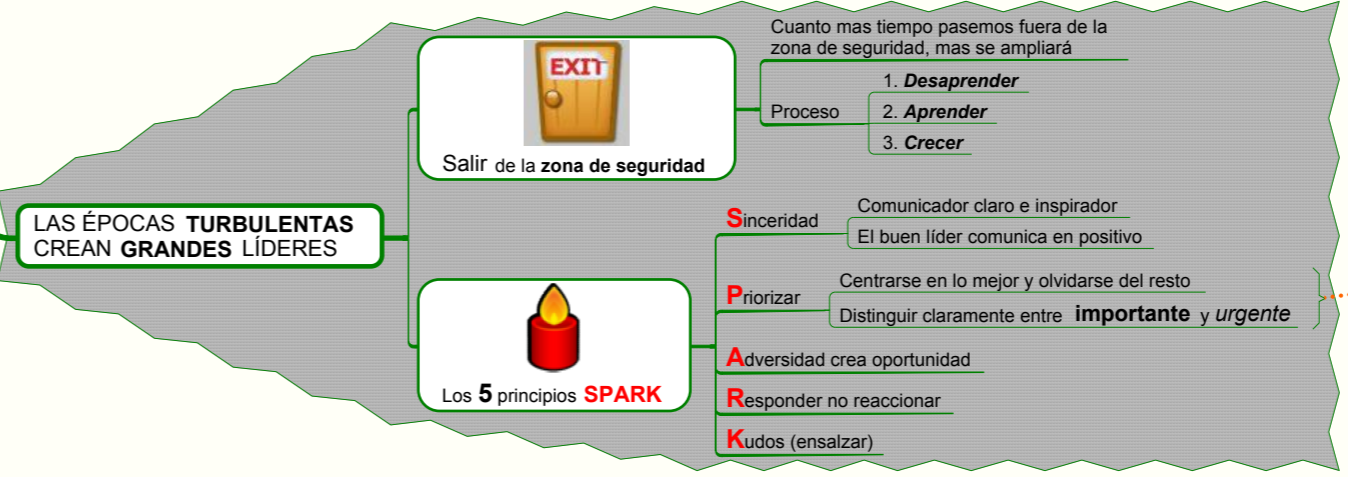 LAS ÉPOCAS TURBULENTAS
CREAN GRANDES LÍDERES
EXIT
Salir de la zona de seguridad
Cuanto mas tiempo pasemos fuera de la
zona de seguridad, mas se ampliará
Proceso
1. Desaprender
2. Aprender
3. Crecer
Los 5 principios SPARK
Sinceridad
Comunicador claro e inspirador
El buen líder comunica en positivo
Priorizar
Centrarse en lo mejor y olvidarse del resto
Distinguir claramente entre importante y urgente
Adversidad crea oportunidad
Responder no reaccionar
Kudos (ensalzar)